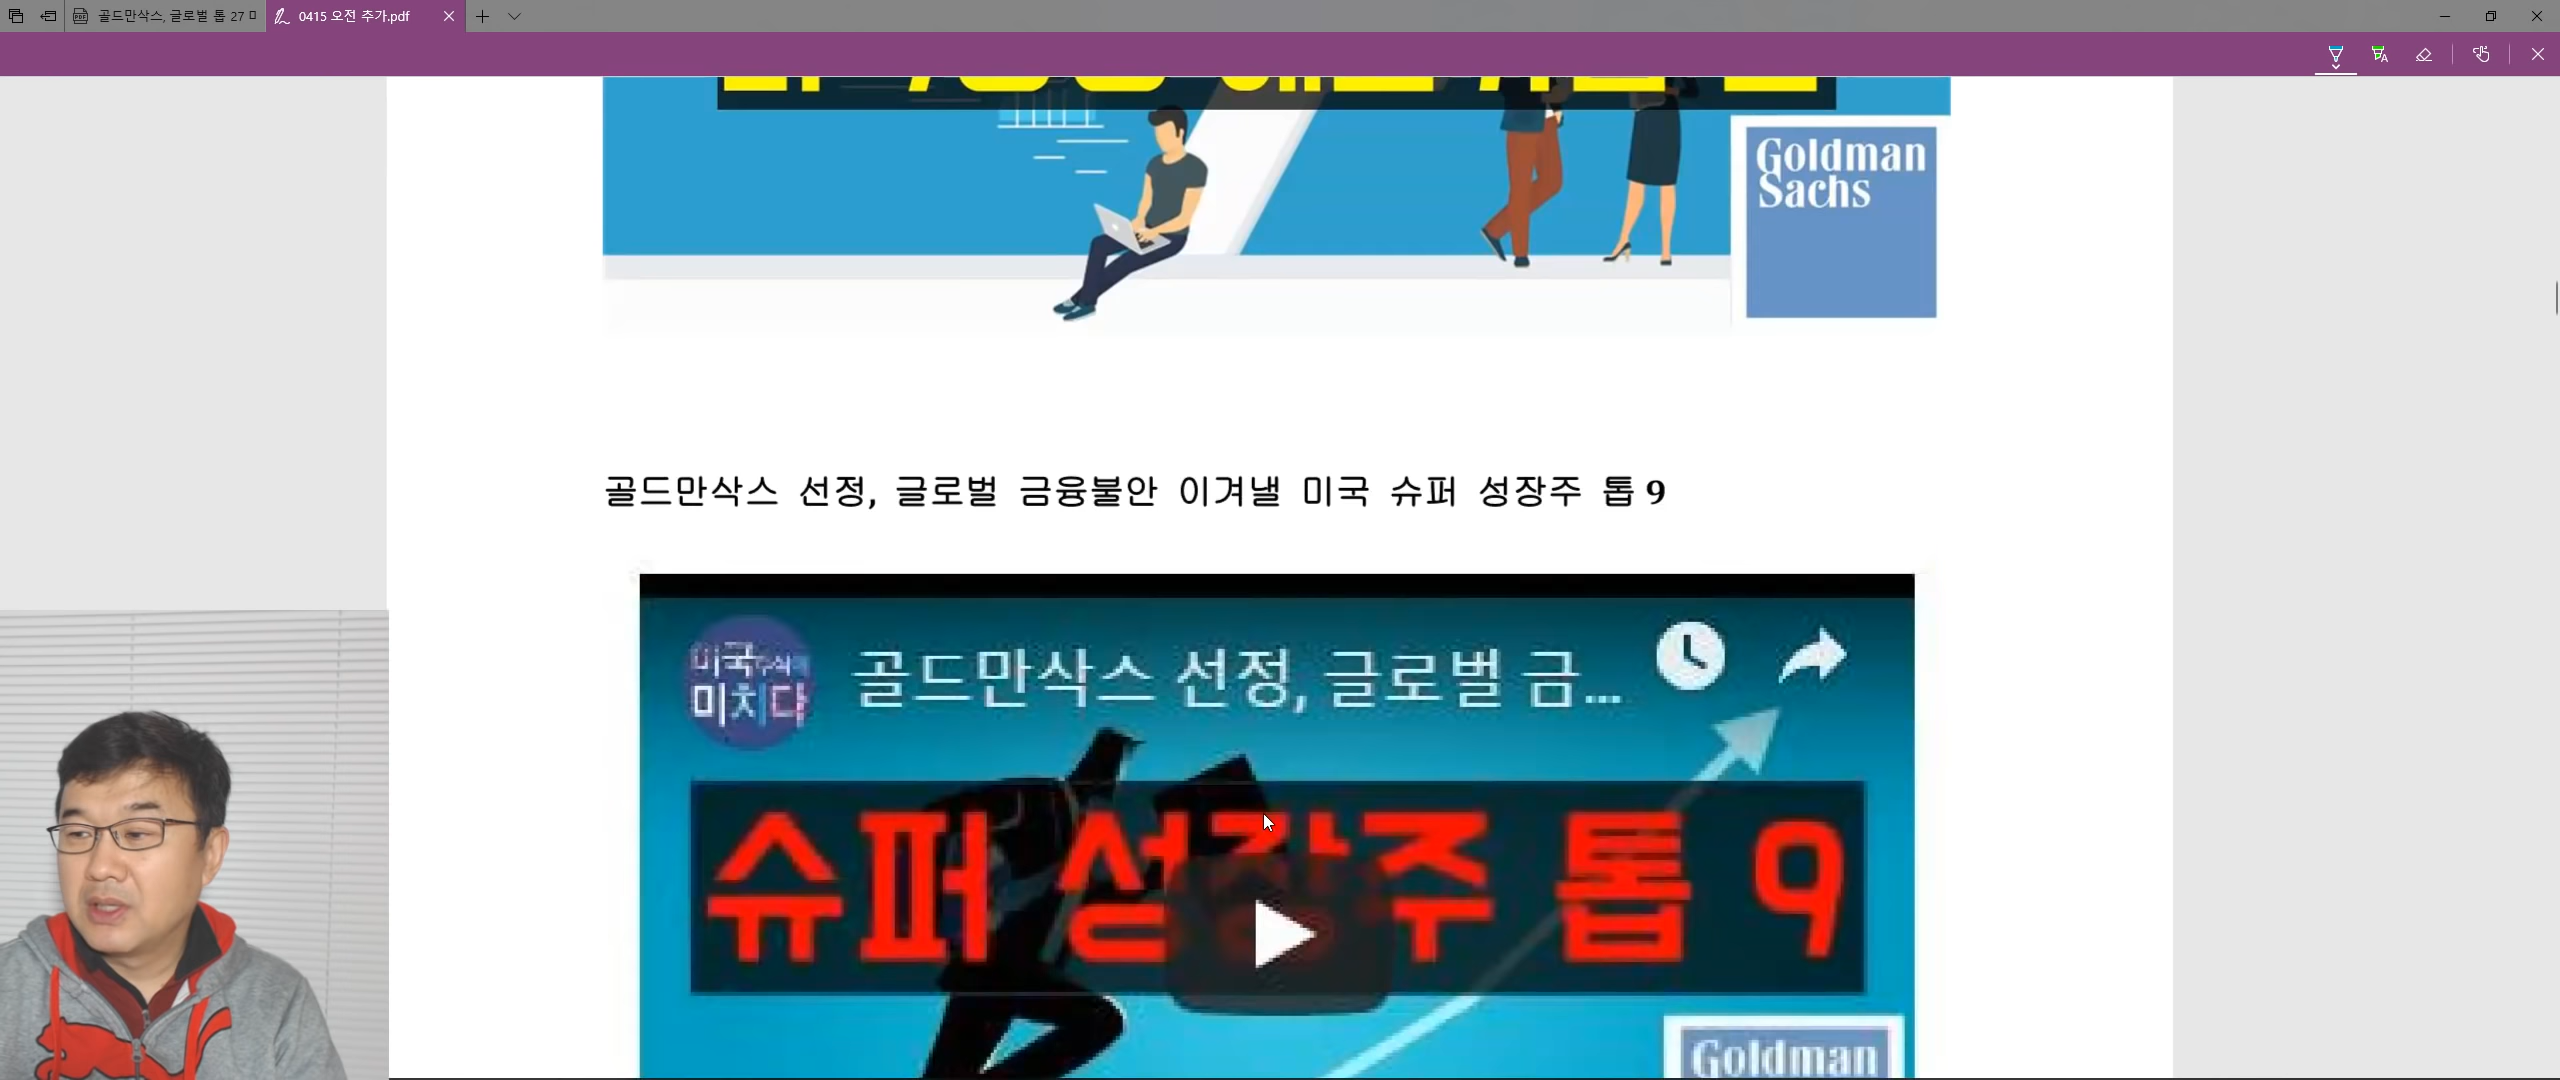 골드만삭스, 글로벌 톱 27 미
0415 오전 추가.pdf
Goldman
Sachs
골드만삭스 선정, 글로벌 금융불안 이겨낼 미국 슈퍼 성장주 톱 9
미국주식에
미치다
골드만삭스 선정, 글로벌 금...
슈퍼 성장주 톱 9
Goldman